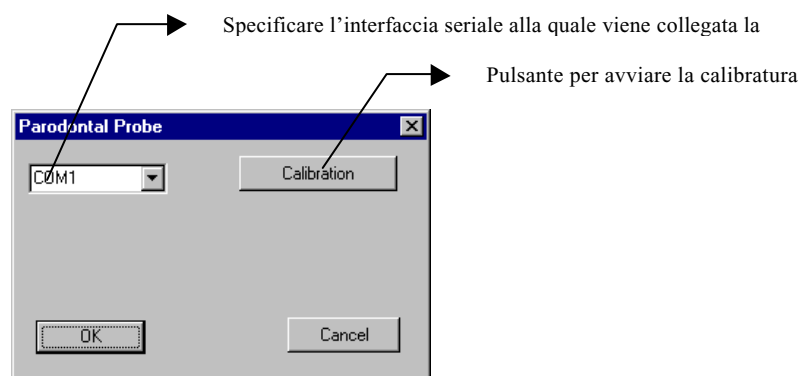 Specificare l'interfaccia seriale alla quale viene collegata la
Pulsante per avviare la calibratura
Parodontal Probe
COM1
Calibration
OK
Cancel